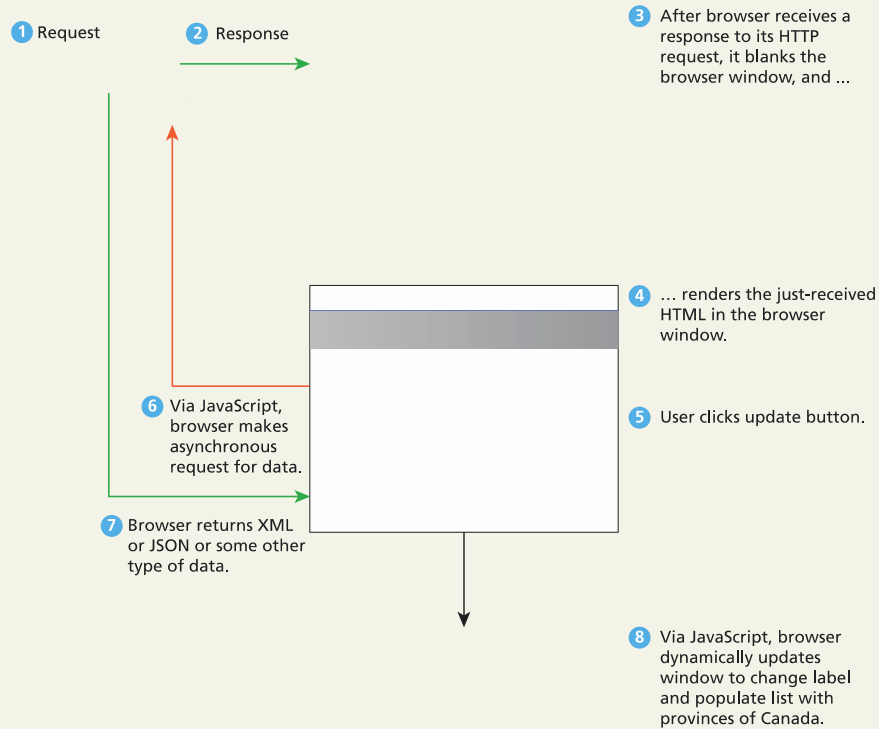 1 Request
2 Response
3 After browser receives a
response to its HTTP
request, it blanks the
browser window, and ...
4 ... renders the just-received
HTML in the browser
window.
5 User clicks update button.
6 Via JavaScript,
browser makes
asynchronous
request for data.
7 Browser returns XML
or JSON or some other
type of data.
8 Via JavaScript, browser
dynamically updates
window to change label
and populate list with
provinces of Canada.